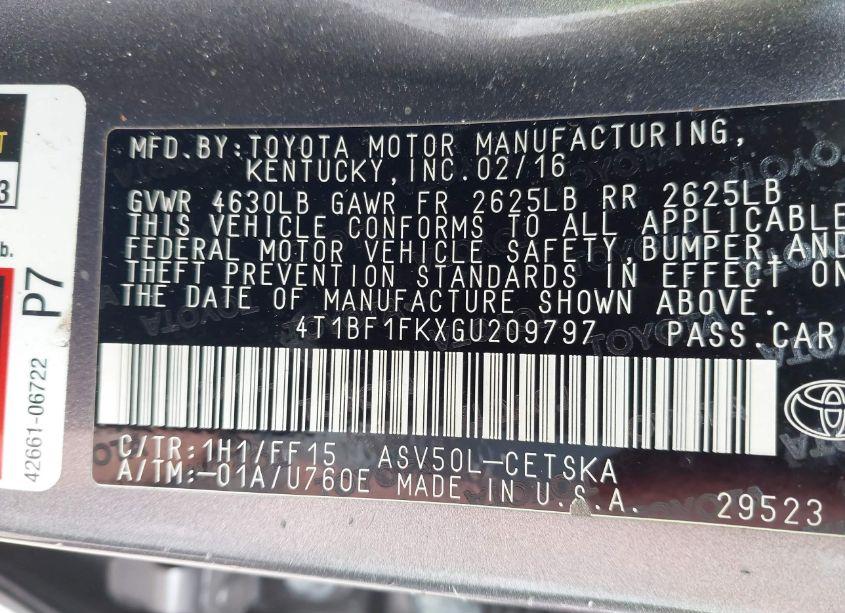 MFD.BY:TOYOTA MOTOR MANUFACTURING,
KENTUCKY,INC.02/16
GVWR 4630LB GAWR FR 2625LB RR 2625LB
THIS VEHICLE CONFORMS TO ALL APPLICABLE
FEDERAL MOTOR VEHICLE SAFETY,BUMPER,AND
THEFT PREVENTION STANDARDS IN EFFECT ON
THE DATE OF MANUFACTURE SHOWN ABOVE.
4T1BF1FKXGU209797 PASS.CAR
C/TR:1H1/FF15 ASV50L-CETSKA
A/TM:-01A/U760E MADE IN U.S.A. 29523
T
3
b.
P7
42661-06722